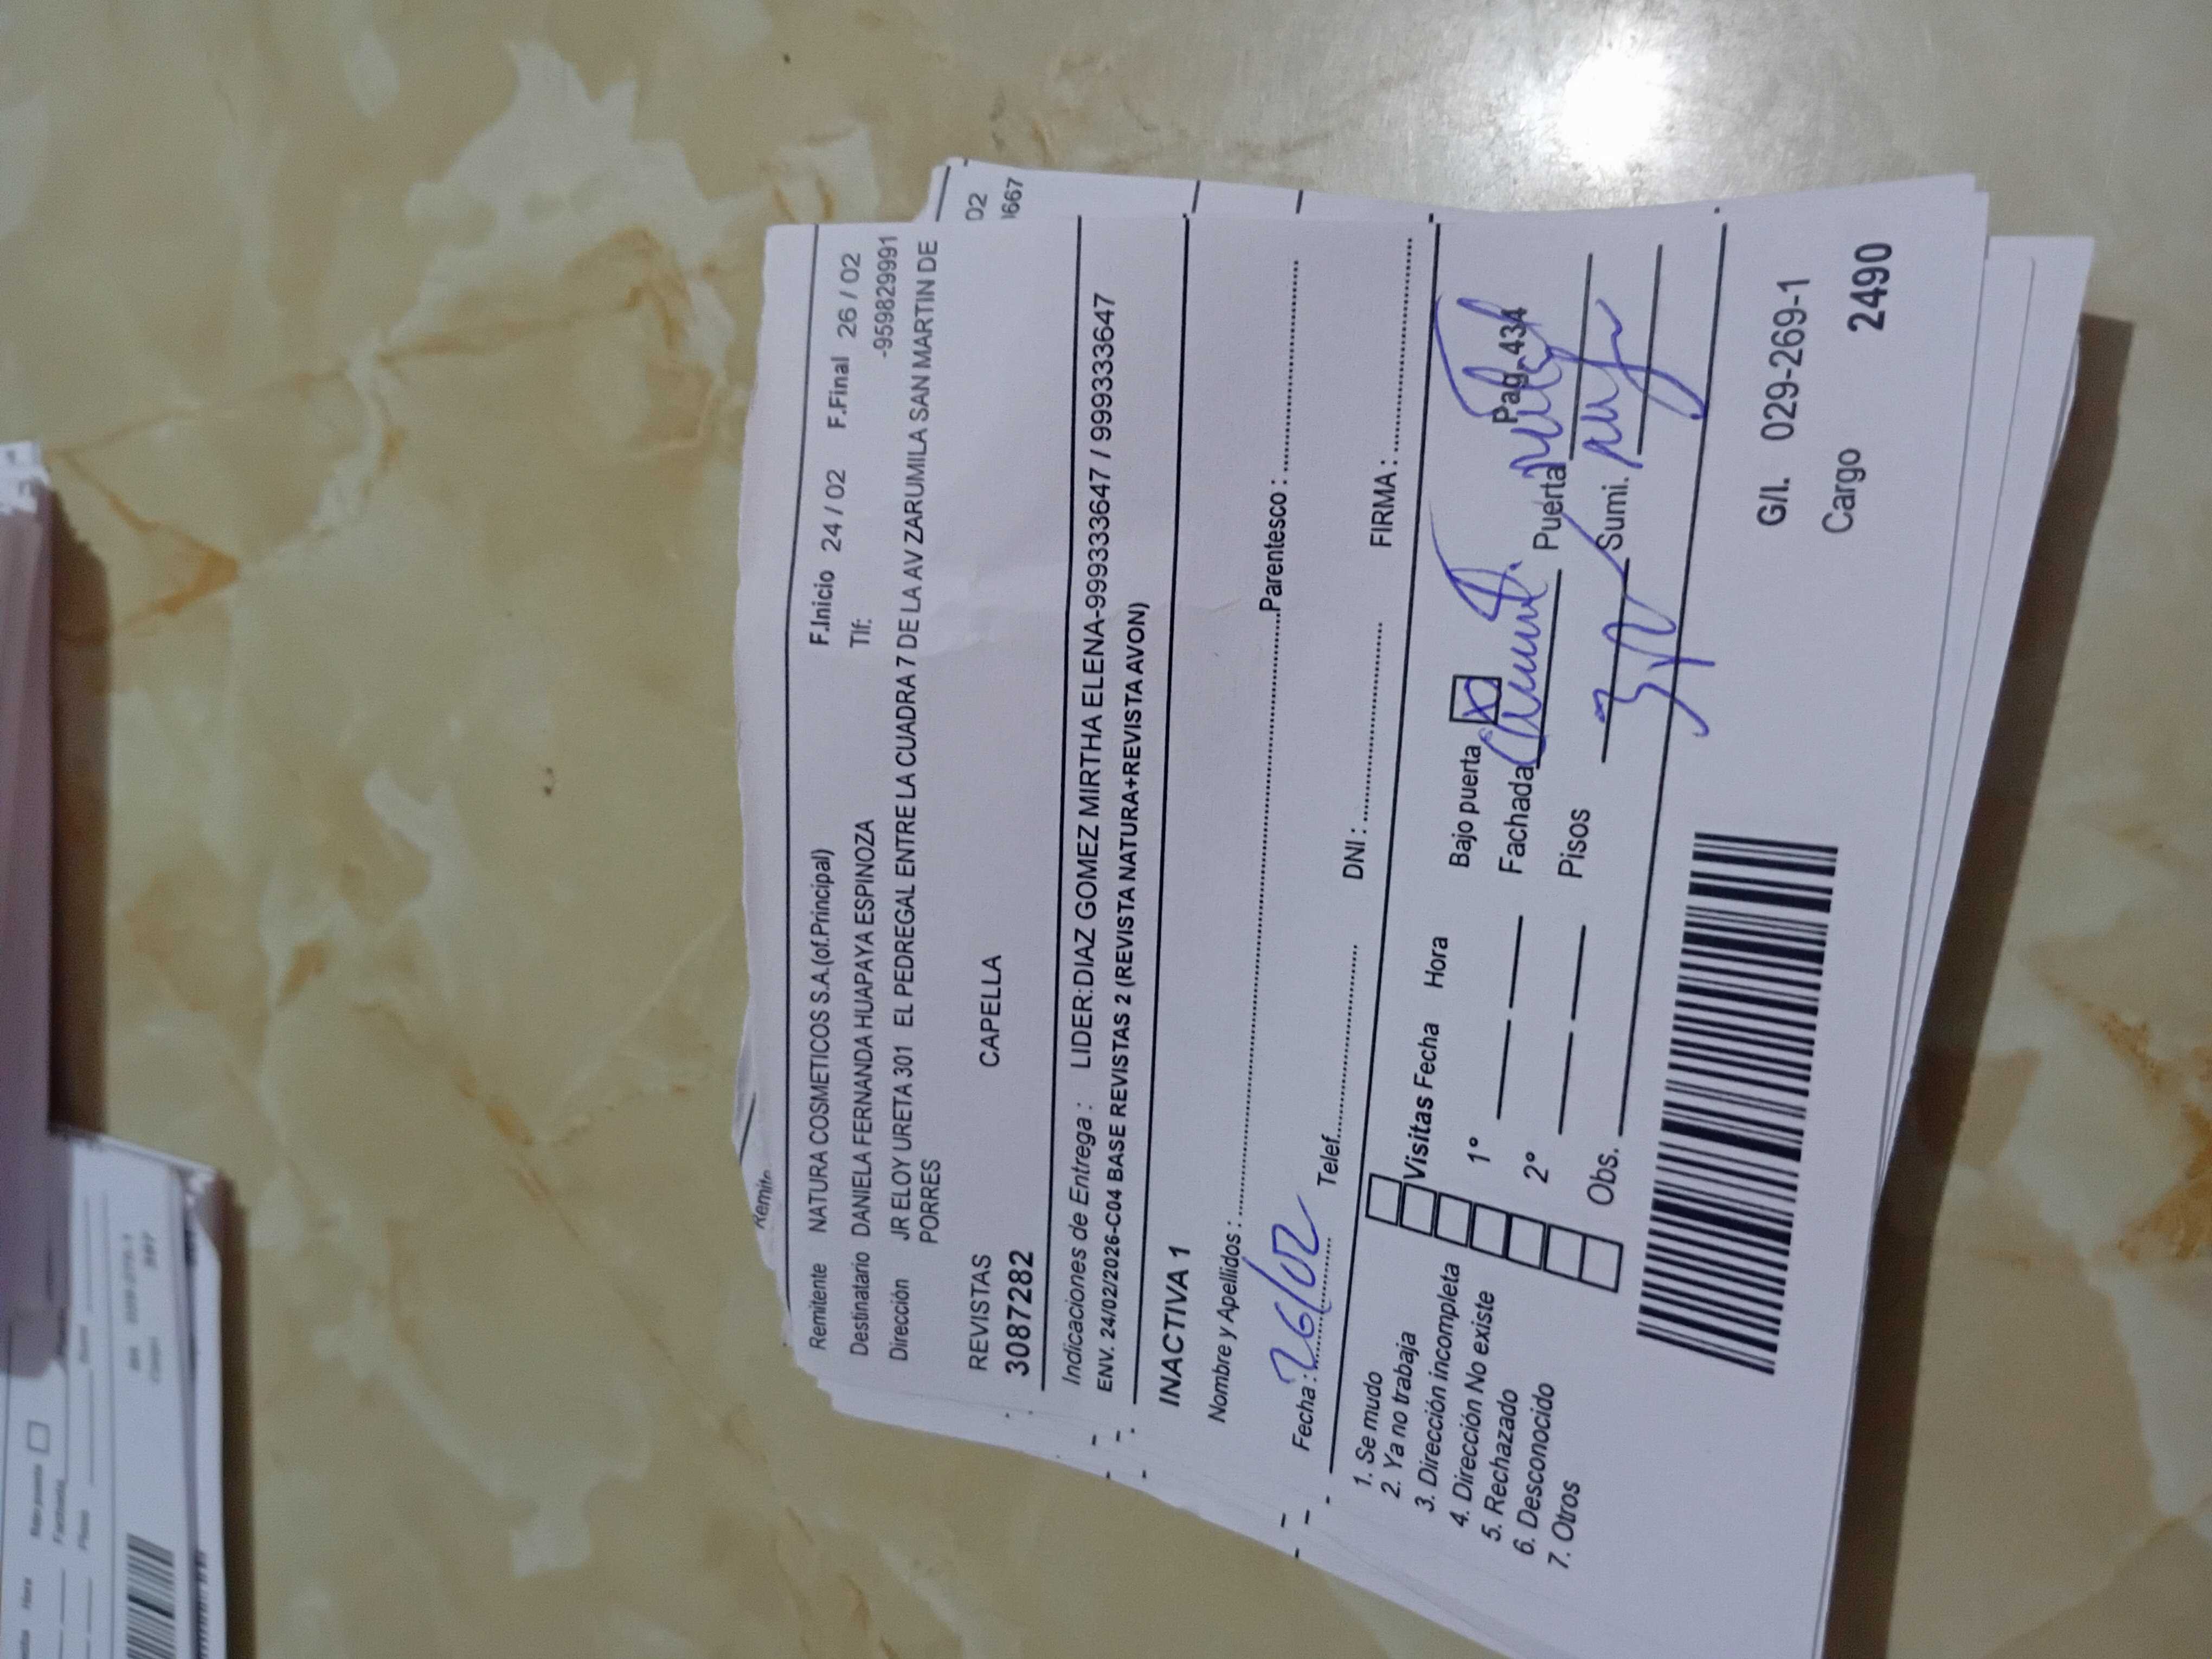 Remite
Remitente NATURA COSMETICOS S.A.(of.Principal) F.Inicio 24 / 02 F.Final 26 / 02
Destinatario DANIELA FERNANDA HUAPAYA ESPINOZA Tlf: -959829991
Dirección JR ELOY URETA 301 EL PEDREGAL ENTRE LA CUADRA 7 DE LA AV ZARUMILA SAN MARTIN DE
PORRES
REVISTAS CAPELLA 02
3087282
Indicaciones de Entrega : LIDER:DIAZ GOMEZ MIRTHA ELENA-999333647 / 999333647
ENV. 24/02/2026-C04 BASE REVISTAS 2 (REVISTA NATURA+REVISTA AVON)
INACTIVA 1
Nombre y Apellidos : Parentesco :
Fecha : 26/02 Telef. DNI : FIRMA :
1. Se mudo
2. Ya no trabaja
3. Dirección incompleta
4. Dirección No existe
5. Rechazado
6. Desconocido
7. Otros
Visitas Fecha Hora
1º
2º
Obs.
Bajo puerta X Pag. 434
Fachada Puerta
Pisos Sumi.
G/I. 029-269-1
Cargo 2490